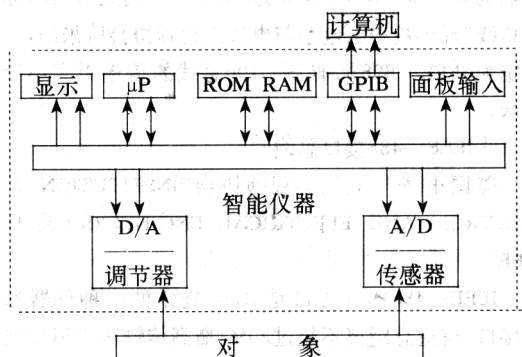 计算机
显示
μP
ROM RAM
GPIB
面板输入
智能仪器
D/A
调节器
A/D
传感器
对 象